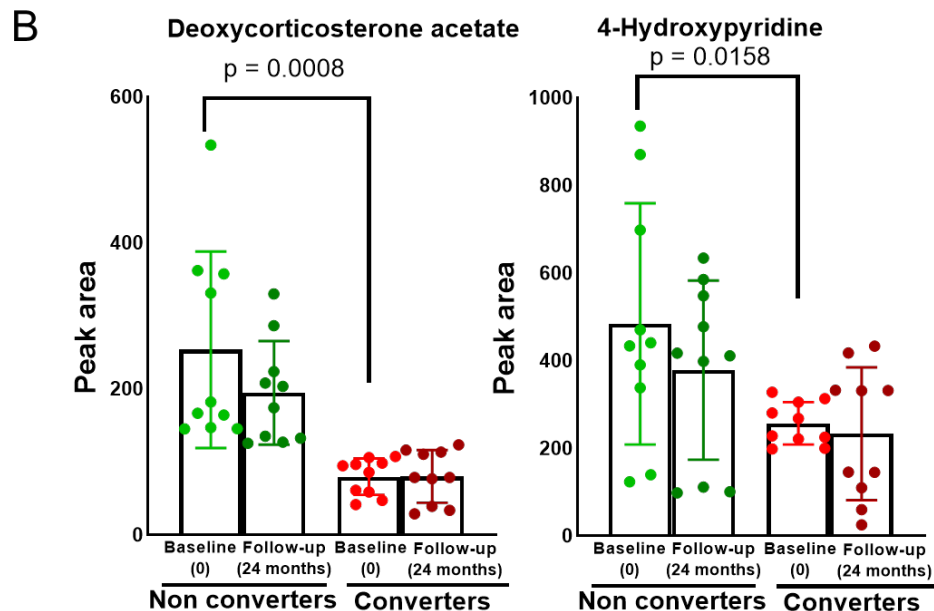 B
Deoxycorticosterone acetate
p = 0.0008
600
400
200
0
Peak area
Baseline (0)
Follow-up (24 months)
Baseline (0)
Follow-up (24 months)
Non converters
Converters
4-Hydroxypyridine
p = 0.0158
1000
800
600
400
200
0
Peak area
Baseline (0)
Follow-up (24 months)
Baseline (0)
Follow-up (24 months)
Non converters
Converters